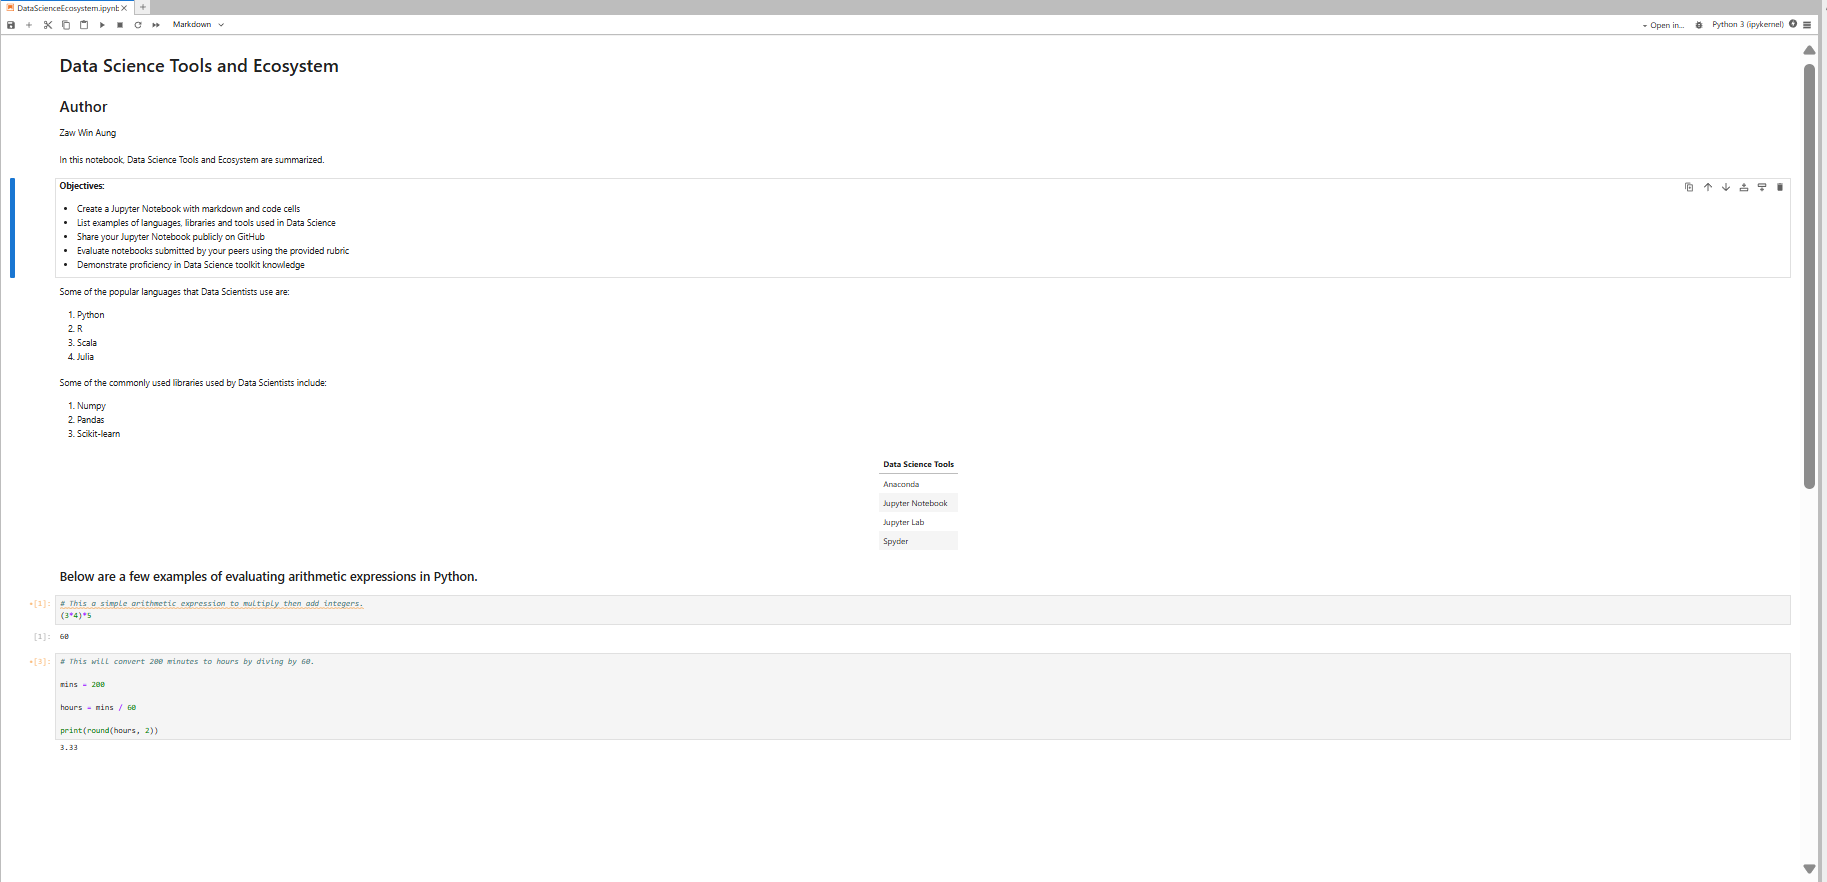 DataScienceEcosystem.ipynb
Markdown
Open in...
Python 3 (ipykernel)
Data Science Tools and Ecosystem
Author
Zaw Win Aung
In this notebook, Data Science Tools and Ecosystem are summarized.
Objectives:
• Create a Jupyter Notebook with markdown and code cells
• List examples of languages, libraries and tools used in Data Science
• Share your Jupyter Notebook publicly on GitHub
• Evaluate notebooks submitted by your peers using the provided rubric
• Demonstrate proficiency in Data Science toolkit knowledge
Some of the popular languages that Data Scientists use are:
1. Python
2. R
3. Scala
4. Julia
Some of the commonly used libraries used by Data Scientists include:
1. Numpy
2. Pandas
3. Scikit-learn
Data Science Tools
Anaconda
Jupyter Notebook
Jupyter Lab
Spyder
Below are a few examples of evaluating arithmetic expressions in Python.
•[1]: # This a simple arithmetic expression to multiply then add integers.
(3*4)*5
[1]: 60
•[3]: # This will convert 200 minutes to hours by diving by 60.
mins = 200
hours = mins / 60
print(round(hours, 2))
3.33